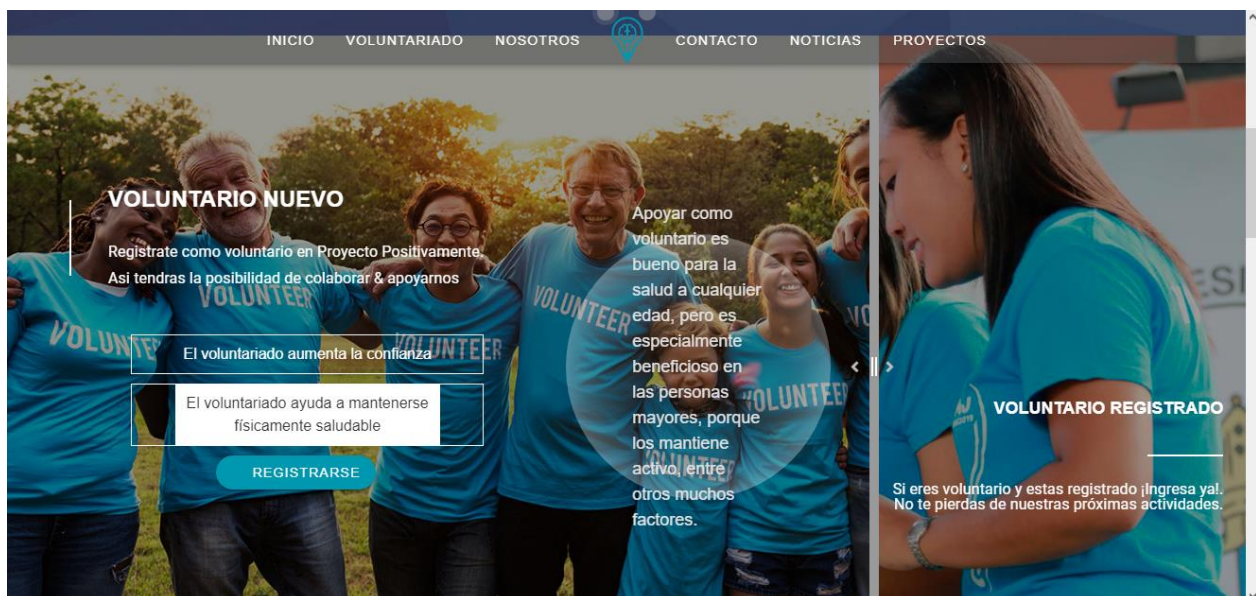 INICIO VOLUNTARIADO NOSOTROS CONTACTO NOTICIAS PROYECTOS
VOLUNTARIO NUEVO
Registrate como voluntario en Proyecto Positivamente.
Asi tendras la posibilidad de colaborar & apoyarnos
El voluntariado aumenta la confianza
El voluntariado ayuda a mantenerse
físicamente saludable
REGISTRARSE
Apoyar como
voluntario es
bueno para la
salud a cualquier
edad, pero es
especialmente
beneficioso en
las personas
mayores, porque
los mantiene
activo, entre
otros muchos
factores.
VOLUNTARIO REGISTRADO
Si eres voluntario y estas registrado ¡Ingresa ya!.
No te pierdas de nuestras próximas actividades.
VOLUNTEER
VOLUNTEER
VOLUNTEER
VOLUNTEER